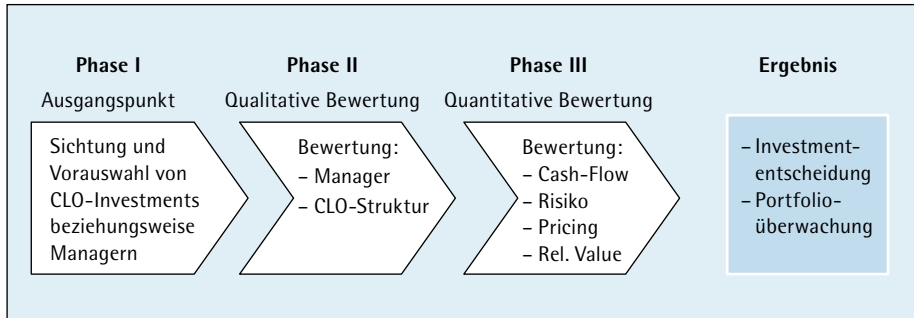 Phase I
Ausgangspunkt
Sichtung und
Vorauswahl von
CLO-Investments
beziehungsweise
Managern
Phase II
Qualitative Bewertung
Bewertung:
– Manager
– CLO-Struktur
Phase III
Quantitative Bewertung
Bewertung:
– Cash-Flow
– Risiko
– Pricing
– Rel. Value
Ergebnis
– Investment-
entscheidung
– Portfolio-
überwachung